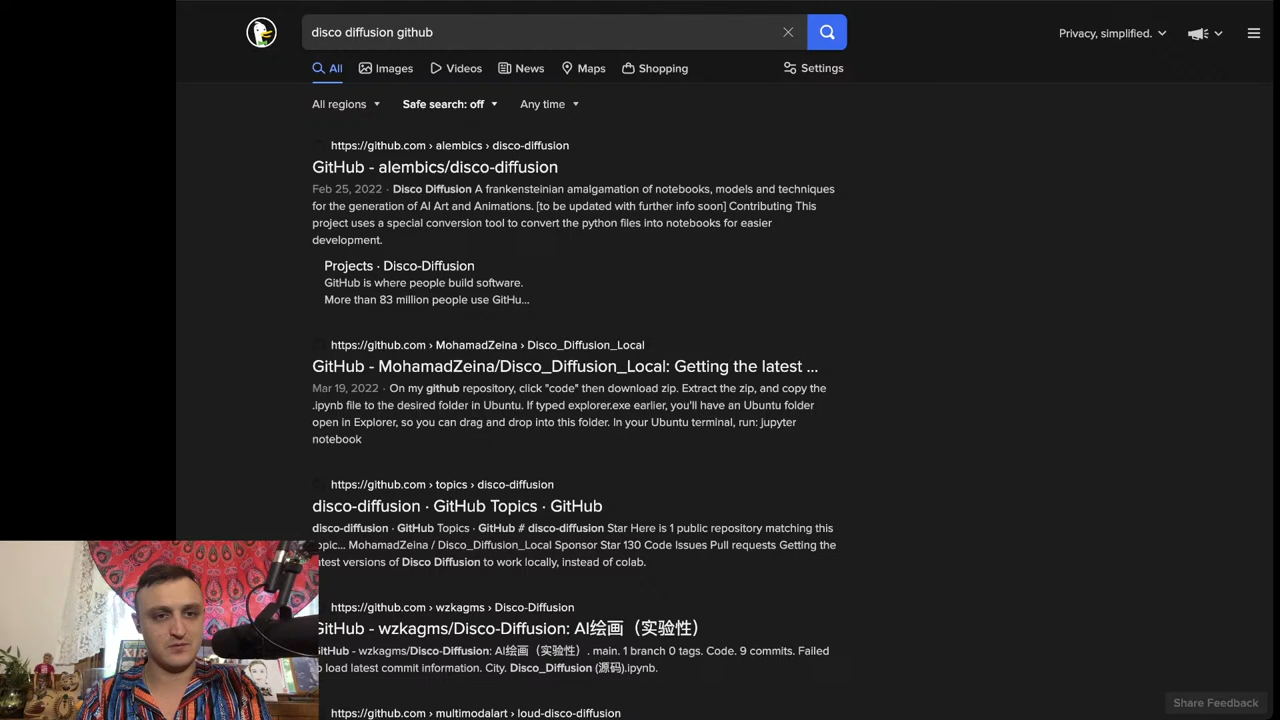 disco diffusion github
Privacy, simplified.
All Images Videos News Maps Shopping Settings
All regions Safe search: off Any time
https://github.com › alembics › disco-diffusion
GitHub - alembics/disco-diffusion
Feb 25, 2022 · Disco Diffusion A frankensteinian amalgamation of notebooks, models and techniques
for the generation of AI Art and Animations. [to be updated with further info soon] Contributing This
project uses a special conversion tool to convert the python files into notebooks for easier
development.
Projects · Disco-Diffusion
GitHub is where people build software.
More than 83 million people use GitHu...
https://github.com › MohamadZeina › Disco_Diffusion_Local
GitHub - MohamadZeina/Disco_Diffusion_Local: Getting the latest ...
Mar 19, 2022 · On my github repository, click "code" then download zip. Extract the zip, and copy the
.ipynb file to the desired folder in Ubuntu. If typed explorer.exe earlier, you'll have an Ubuntu folder
open in Explorer, so you can drag and drop into this folder. In your Ubuntu terminal, run: jupyter
notebook
https://github.com › topics › disco-diffusion
disco-diffusion · GitHub Topics · GitHub
disco-diffusion · GitHub Topics · GitHub # disco-diffusion Star Here is 1 public repository matching this
opic... MohamadZeina / Disco_Diffusion_Local Sponsor Star 130 Code Issues Pull requests Getting the
test versions of Disco Diffusion to work locally, instead of colab.
https://github.com › wzkagms › Disco-Diffusion
GitHub - wzkagms/Disco-Diffusion: AI绘画（实验性）
GitHub - wzkagms/Disco-Diffusion: AI绘画（实验性）. main. 1 branch 0 tags. Code. 9 commits. Failed
o load latest commit information. City. Disco_Diffusion (源码).ipynb.
https://github.com › multimodalart › loud-disco-diffusion
Share Feedback